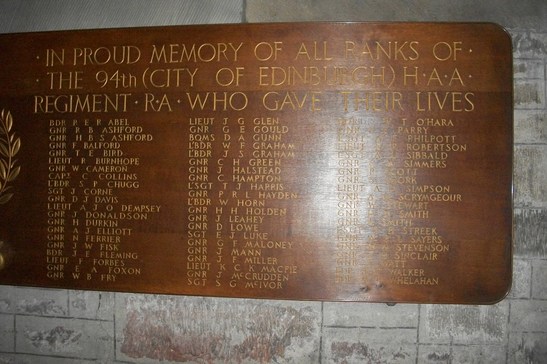 · IN PROUD MEMORY OF ALL RANKS OF ·
· THE 94th (CITY OF EDINBURGH) H·A·A·
REGIMENT · R·A · WHO GAVE THEIR LIVES
BDR P E R ABEL
GNR R B ASHFORD
GNR H B S ASHFORD
GNR F BALFORD
GNR T E BIRD
LIEUT R BURNHOPE
GNR W CAMERON
CAPT S C COLLINS
L'BDR S P CHUGG
SGT J CORNE
GNR D J DAVIS
LIEUT A J O DEMPSEY
GNR J DONALDSON
GNR H DURKIN
GNR A J ELLIOTT
GNR N FERRIER
GNR J W FISK
BDR J E FLEMING
LIEUT J FORBES
GNR E A FOXON
GNR W B FRY
LIEUT J G GLEN
GNR G E GOULD
BQMS D A GUNN
L'BDR W F GRAHAM
L'BDR J S GRAHAM
GNR C H GREEN
GNR J HALSTEAD
GNR C HAMPTON
L'SGT T J HARRIS
GNR P R L HAYDEN
L'BDR W HORN
GNR H H HOLDEN
GNR J LEAHEY
GNR D LOWE
SGT E J LUKE
GNR G F MALONEY
GNR J MANN
GNR J F MILLER
LIEUT K C K MACPIE
GNR J McCRUDDEN
SGT S G McIVOR
T O'HARA
PARRY
PHILPOTT
ROBERTSON
SIBBALD
SIMMERS
SCOTT
YORK
SIMPSON
SCRYMGEOUR
STEWART
SMITH
SMITH
STREEK
SAYERS
STEVENSON
SINCLAIR
WALKER
WHELAHAN